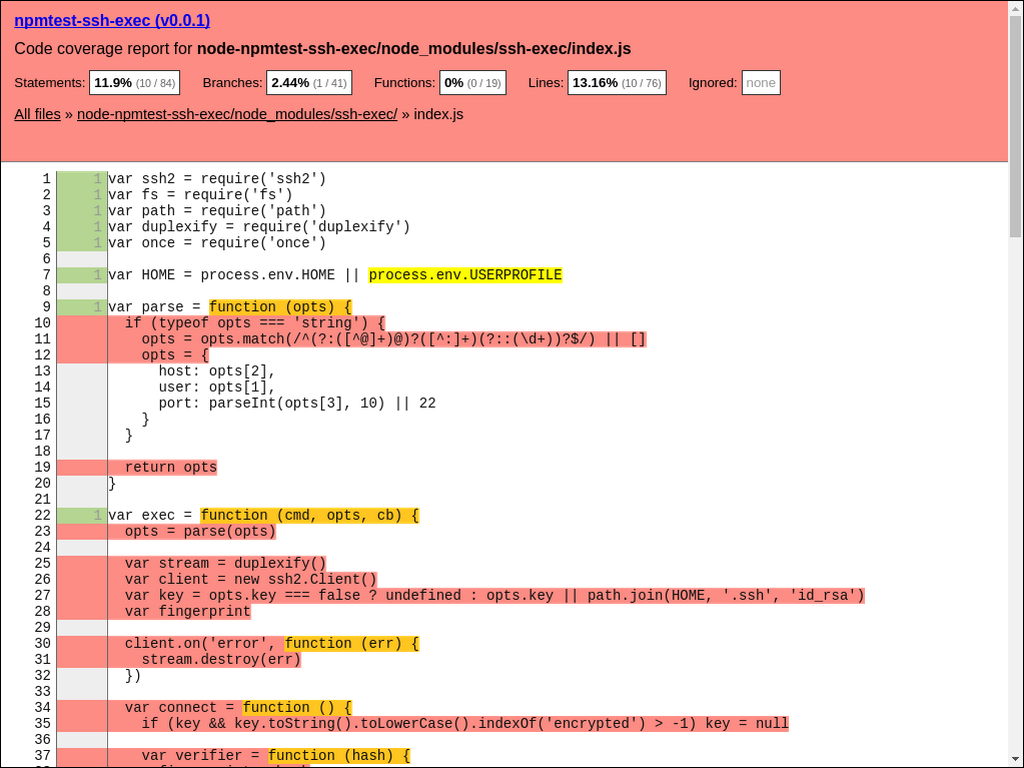 npmtest-ssh-exec (v0.0.1)
Code coverage report for node-npmtest-ssh-exec/node_modules/ssh-exec/index.js
Statements: 11.9% (10 / 84) Branches: 2.44% (1 / 41) Functions: 0% (0 / 19) Lines: 13.16% (10 / 76) Ignored: none
All files » node-npmtest-ssh-exec/node_modules/ssh-exec/ » index.js
1 1 var ssh2 = require('ssh2')
2 1 var fs = require('fs')
3 1 var path = require('path')
4 1 var duplexify = require('duplexify')
5 1 var once = require('once')
6
7 1 var HOME = process.env.HOME || process.env.USERPROFILE
8
9 1 var parse = function (opts) {
10 if (typeof opts === 'string') {
11 opts = opts.match(/^(?:([^@]+)@)?([^:]+)(?::(\d+))?$/) || []
12 opts = {
13 host: opts[2],
14 user: opts[1],
15 port: parseInt(opts[3], 10) || 22
16 }
17 }
18
19 return opts
20 }
21
22 1 var exec = function (cmd, opts, cb) {
23 opts = parse(opts)
24
25 var stream = duplexify()
26 var client = new ssh2.Client()
27 var key = opts.key === false ? undefined : opts.key || path.join(HOME, '.ssh', 'id_rsa')
28 var fingerprint
29
30 client.on('error', function (err) {
31 stream.destroy(err)
32 })
33
34 var connect = function () {
35 if (key && key.toString().toLowerCase().indexOf('encrypted') > -1) key = null
36
37 var verifier = function (hash) {